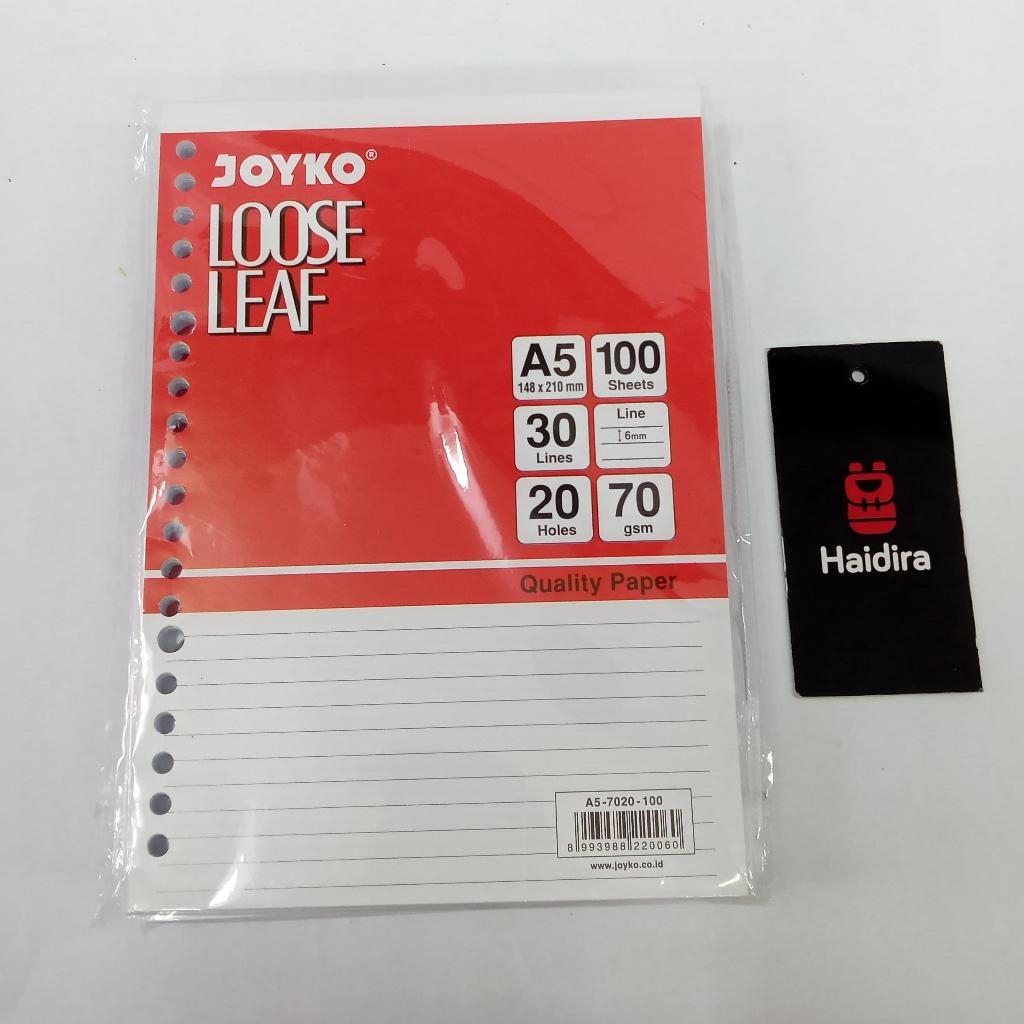 JOYKO®
LOOSE
LEAF
A5
148 x 210 mm
100
Sheets
30
Lines
Line
6mm
20
Holes
70
gsm
Quality Paper
A5-7020-100
8 993988 220060
www.joyko.co.id
Haidira